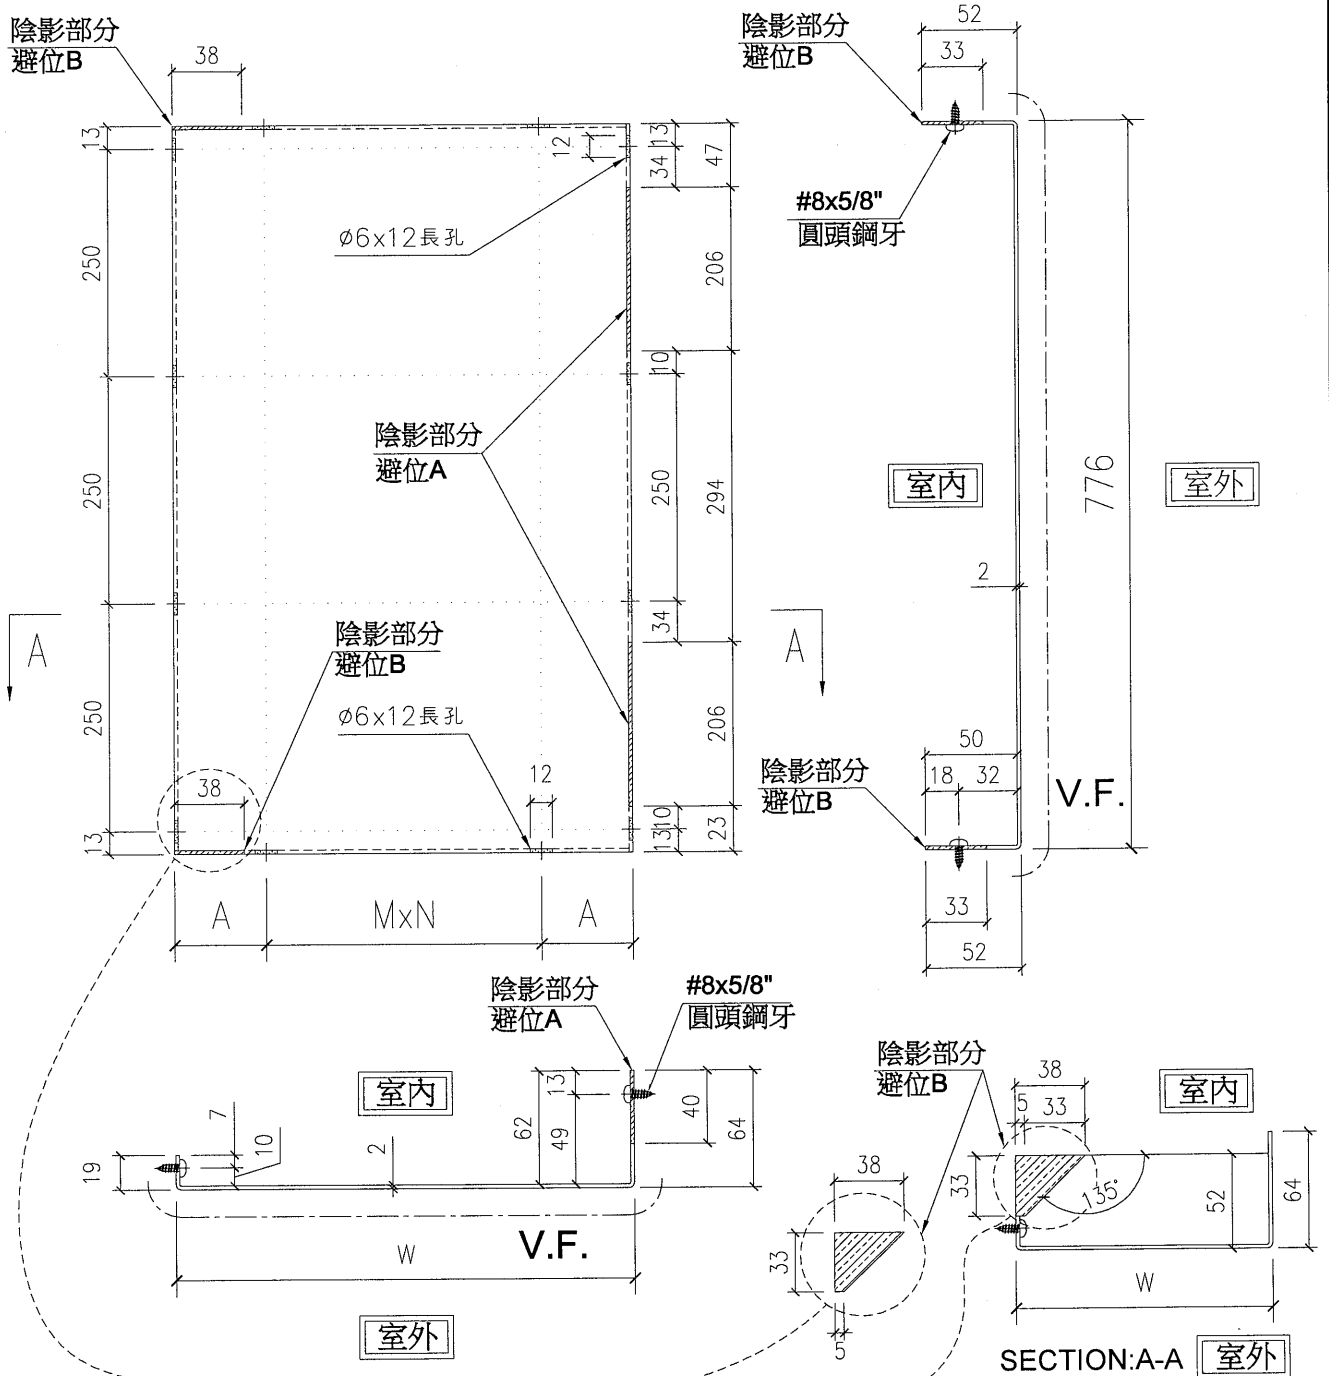 陰影部分
避位B
38
13
250
250
250
13
12
13
34
47
206
10
250
294
34
206
10
13
23
Ø6x12長孔
陰影部分
避位A
陰影部分
避位B
Ø6x12長孔
38
12
A
A
A
MxN
A
陰影部分
避位B
52
33
#8x5/8"
圓頭鋼牙
室內
776
室外
2
50
18
32
陰影部分
避位B
V.F.
33
52
陰影部分
避位A
#8x5/8"
圓頭鋼牙
室內
7
10
19
2
62
13
49
40
64
V.F.
W
室外
陰影部分
避位B
38
33
5
38
5
33
室內
33
135°
52
64
W
SECTION:A-A
室外